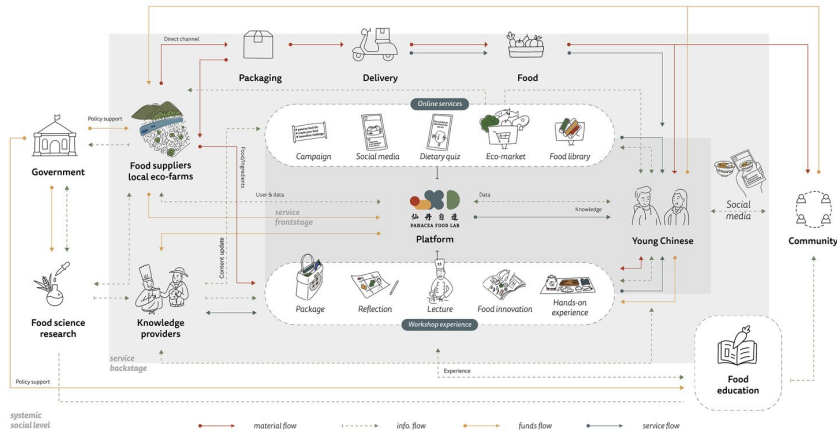 Direct channel
Packaging
Delivery
Food
Online services
Policy support
Government
Food suppliers
local eco-farms
Food/ingredients
Campaign
Social media
Dietary quiz
Eco-market
Food library
User & data
service
frontstage
仙丹自造
PANACEA FOOD LAB
Platform
Data
Knowledge
Young Chinese
Social
media
Community
Content update
Food science
research
Knowledge
providers
Package
Reflection
Lecture
Food innovation
Hands-on
experience
Workshop experience
service
backstage
Experience
Policy support
Food
education
systemic
social level
material flow
info. flow
funds flow
service flow